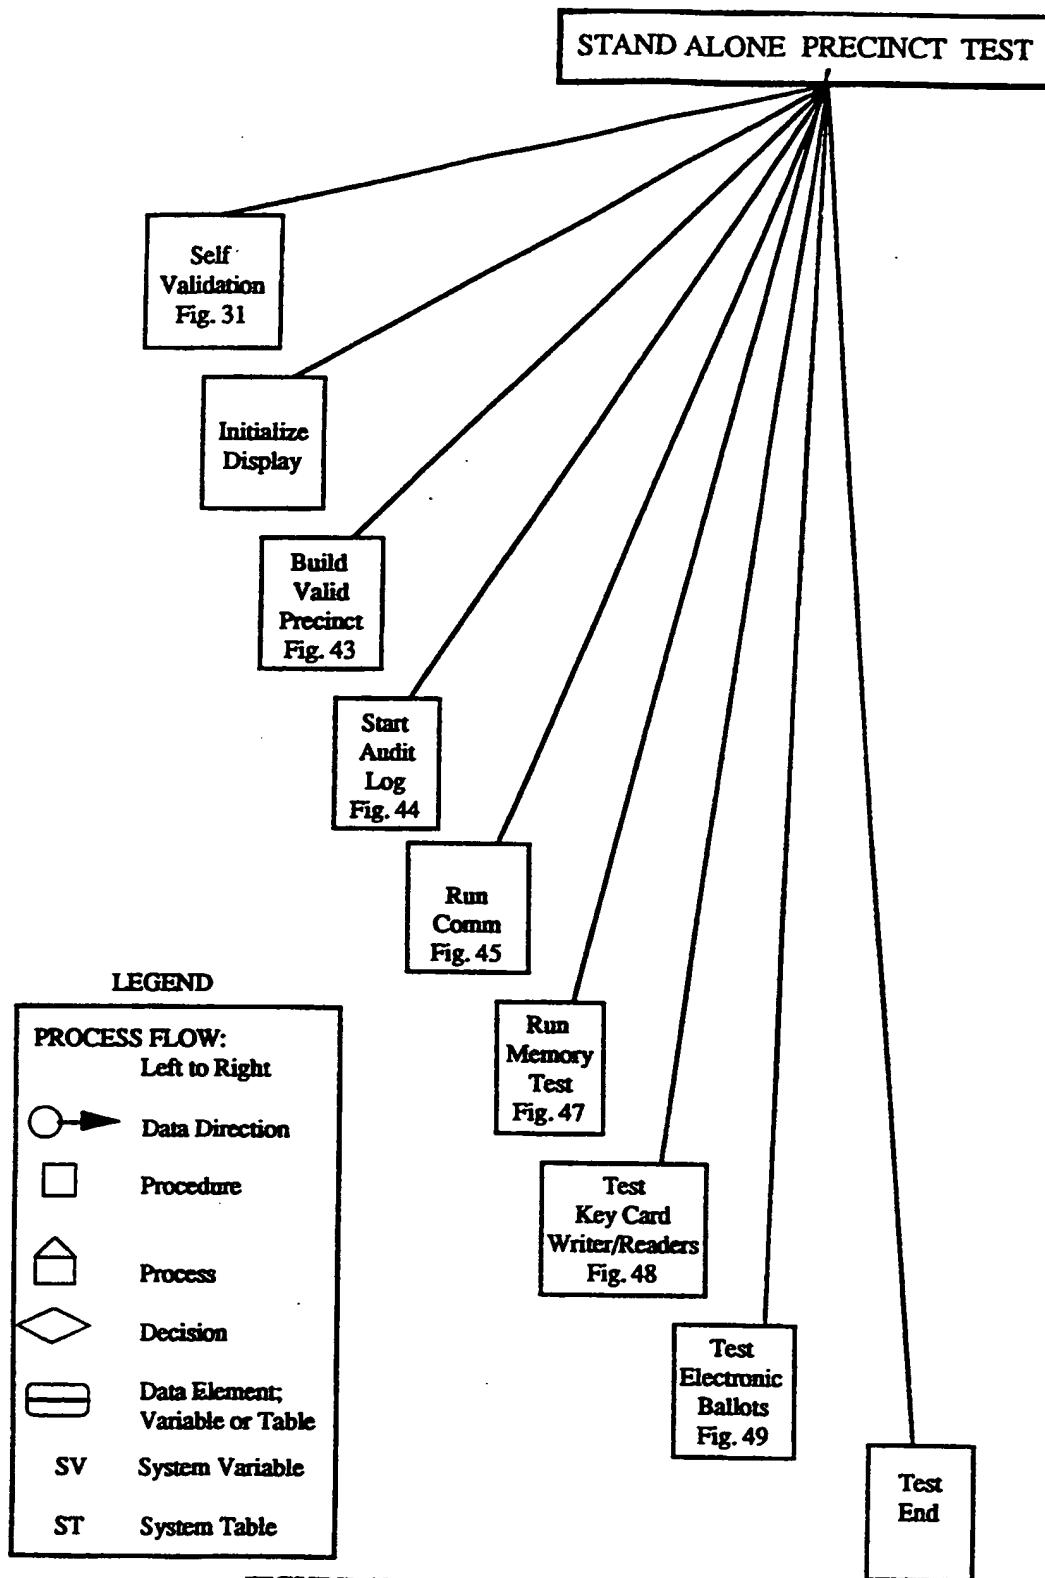 STAND ALONE PRECINCT TEST
Self
Validation
Fig. 31
Initialize
Display
Build
Valid
Precinct
Fig. 43
Start
Audit
Log
Fig. 44
Run
Comm
Fig. 45
Run
Memory
Test
Fig. 47
Test
Key Card
Writer/Readers
Fig. 48
Test
Electronic
Ballots
Fig. 49
Test
End
LEGEND
PROCESS FLOW:
Left to Right
Data Direction
Procedure
Process
Decision
Data Element;
Variable or Table
SV System Variable
ST System Table